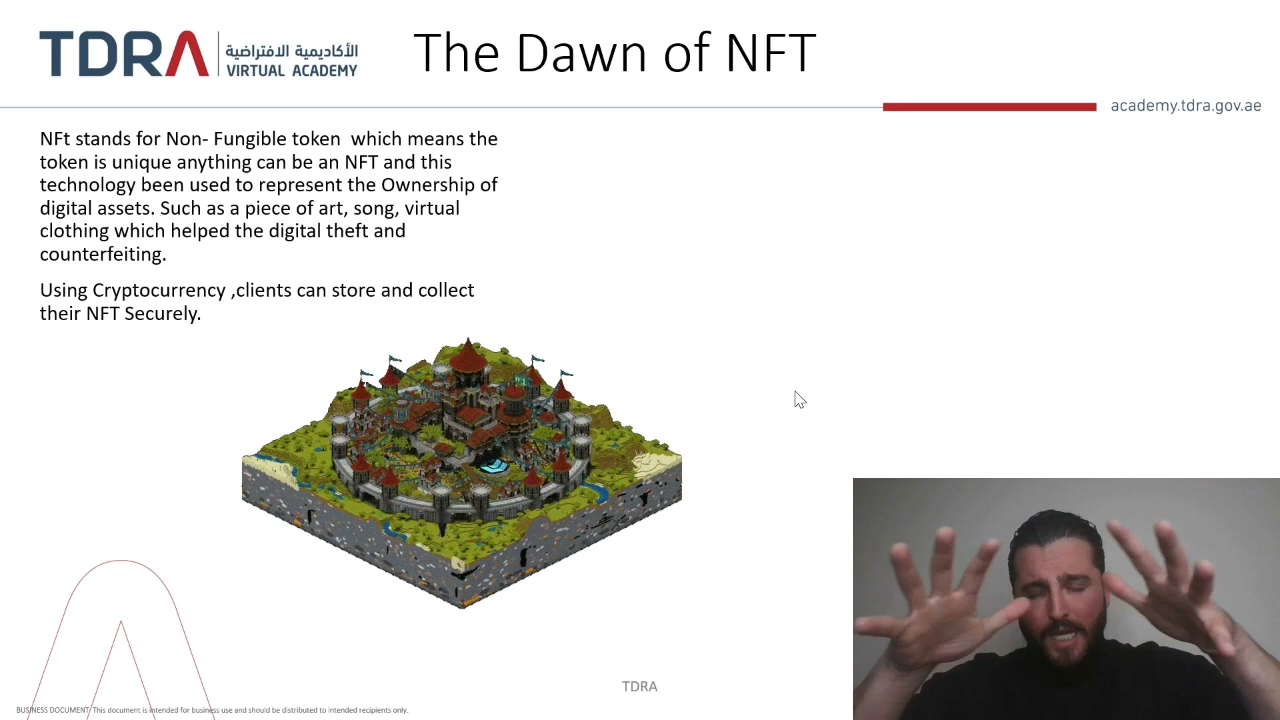 TDRA
الأكاديمية الافتراضية
VIRTUAL ACADEMY
The Dawn of NFT
academy.tdra.gov.ae
NFt stands for Non- Fungible token  which means the
token is unique anything can be an NFT and this
technology been used to represent the Ownership of
digital assets. Such as a piece of art, song, virtual
clothing which helped the digital theft and
counterfeiting.
Using Cryptocurrency ,clients can store and collect
their NFT Securely.
TDRA
BUSINESS DOCUMENT This document is intended for business use and should be distributed to intended recipients only.